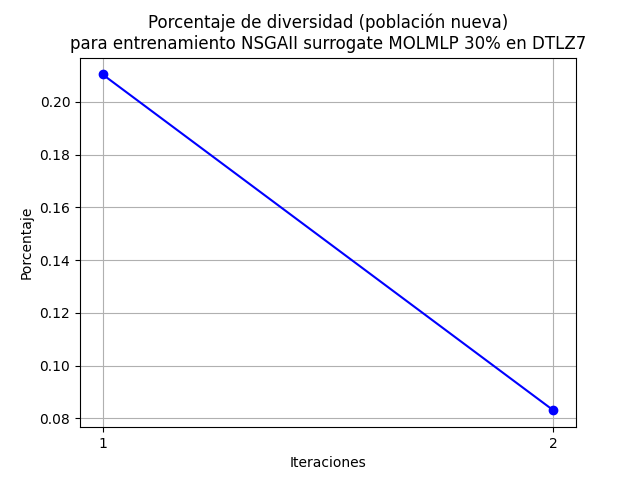 Porcentaje de diversidad (población nueva)
para entrenamiento NSGAII surrogate MOLMLP 30% en DTLZ7
Porcentaje
0.20
0.18
0.16
0.14
0.12
0.10
0.08
1
2
Iteraciones